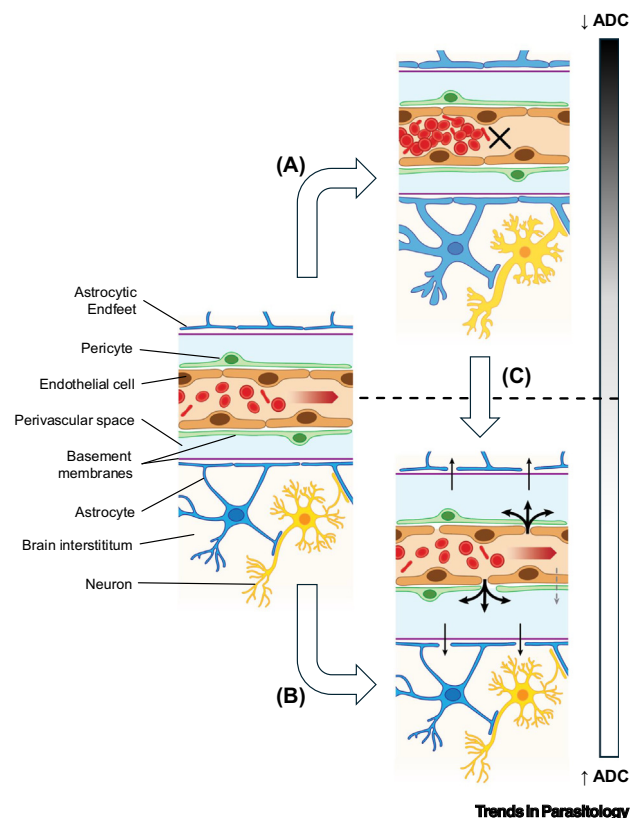 ↓ ADC
(A)
Astrocytic
Endfeet
Pericyte
Endothelial cell
(C)
Perivascular space
Basement
membranes
Astrocyte
Brain interstititum
Neuron
(B)
↑ ADC
Trends in Parasitology